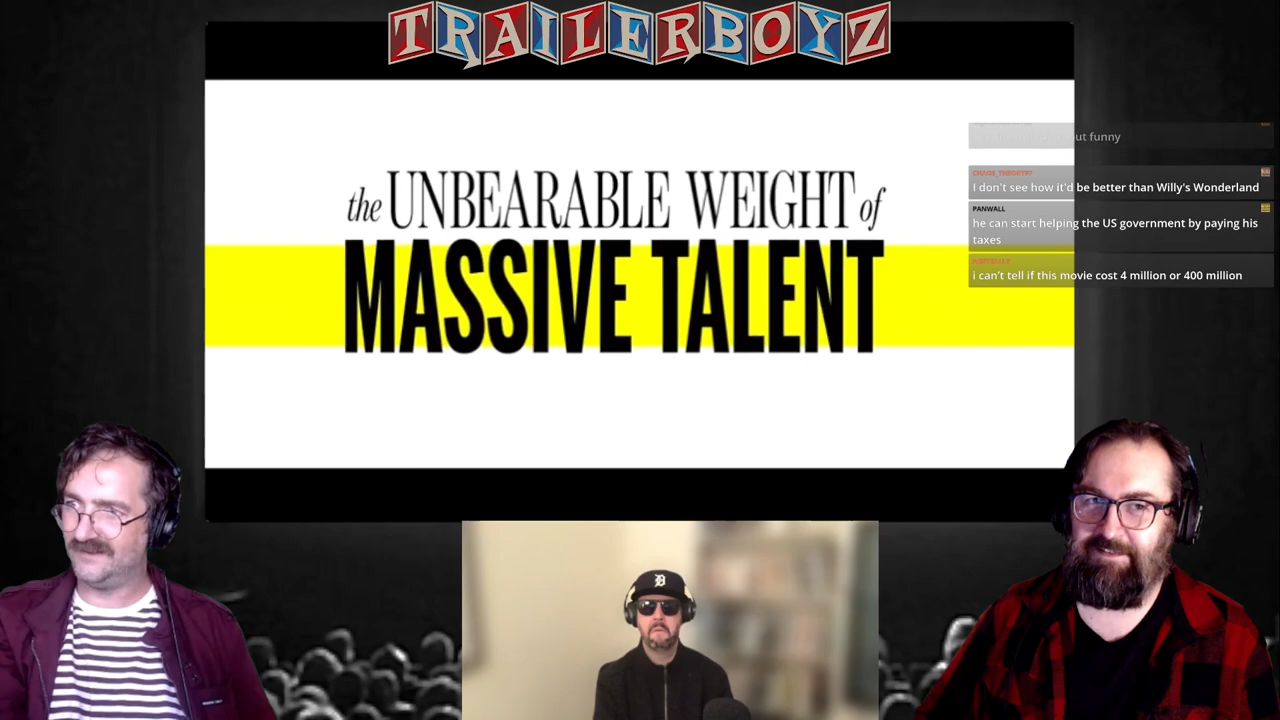 TRAILERBOYZ
the UNBEARABLE WEIGHT of
MASSIVE TALENT
but funny
I don't see how it'd be better than Willy's Wonderland
PANWALL
he can start helping the US government by paying his
taxes
i can't tell if this movie cost 4 million or 400 million
D